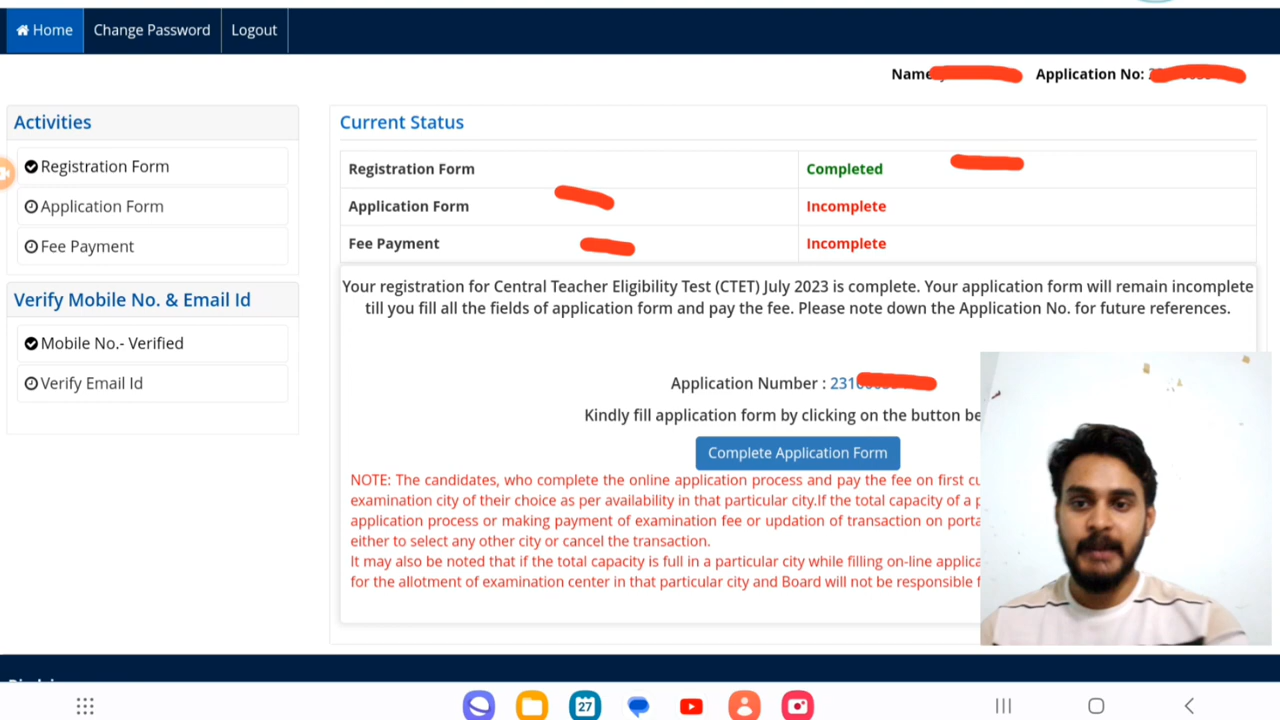 Home Change Password Logout
Name Application No:
Activities
Registration Form
Application Form
Fee Payment
Verify Mobile No. & Email Id
Mobile No.- Verified
Verify Email Id
Current Status
Registration Form Completed
Application Form Incomplete
Fee Payment Incomplete
Your registration for Central Teacher Eligibility Test (CTET) July 2023 is complete. Your application form will remain incomplete
till you fill all the fields of application form and pay the fee. Please note down the Application No. for future references.
Application Number : 231
Kindly fill application form by clicking on the button be
Complete Application Form
NOTE: The candidates, who complete the online application process and pay the fee on first cu
examination city of their choice as per availability in that particular city.If the total capacity of a p
application process or making payment of examination fee or updation of transaction on porta
either to select any other city or cancel the transaction.
It may also be noted that if the total capacity is full in a particular city while filling on-line applica
for the allotment of examination center in that particular city and Board will not be responsible f
27